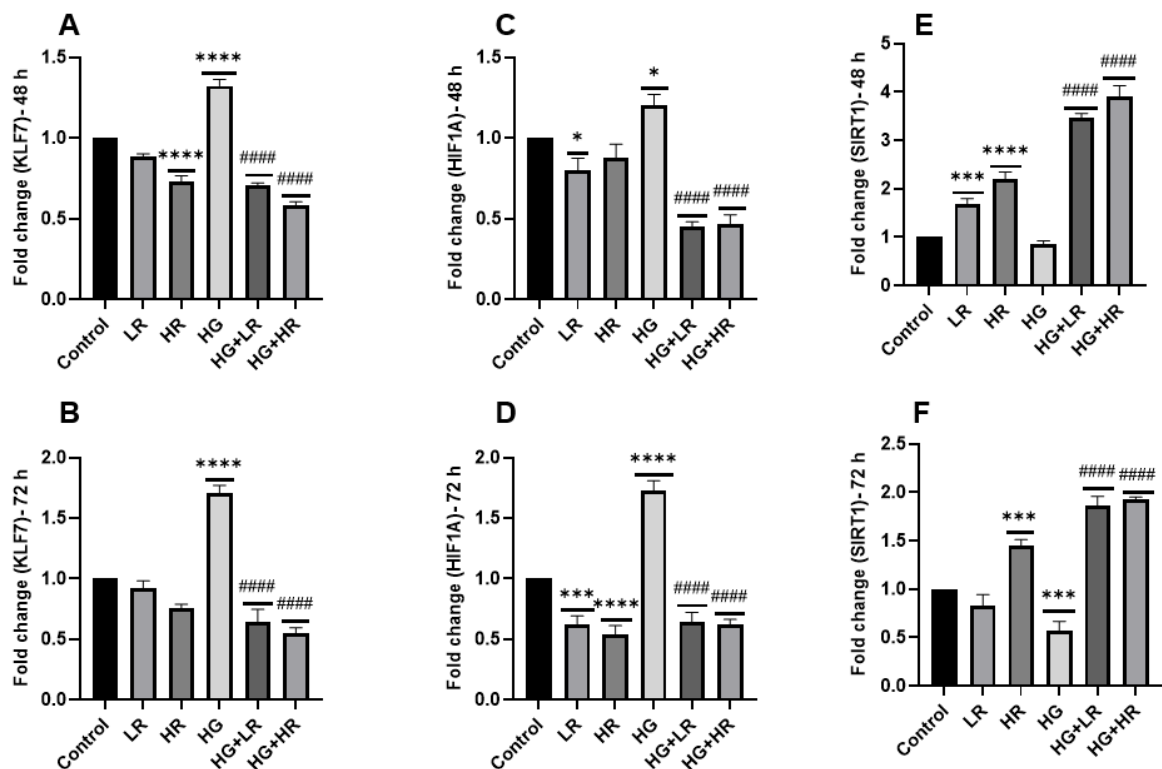 A
Fold change (KLF7)- 48 h
1.5
1.0
0.5
0.0
****
****
####
####
Control
LR
HR
HG
HG+LR
HG+HR
C
Fold change (HIF1A)- 48 h
1.5
1.0
0.5
0.0
*
*
####
####
Control
LR
HR
HG
HG+LR
HG+HR
E
Fold change (SIRT1)- 48 h
5
4
3
2
1
0
***
****
####
####
Control
LR
HR
HG
HG+LR
HG+HR
B
Fold change (KLF7)- 72 h
2.0
1.5
1.0
0.5
0.0
****
####
####
Control
LR
HR
HG
HG+LR
HG+HR
D
Fold change (HIF1A)- 72 h
2.0
1.5
1.0
0.5
0.0
***
****
****
####
####
Control
LR
HR
HG
HG+LR
HG+HR
F
Fold change (SIRT1)- 72 h
2.5
2.0
1.5
1.0
0.5
0.0
***
***
####
####
Control
LR
HR
HG
HG+LR
HG+HR